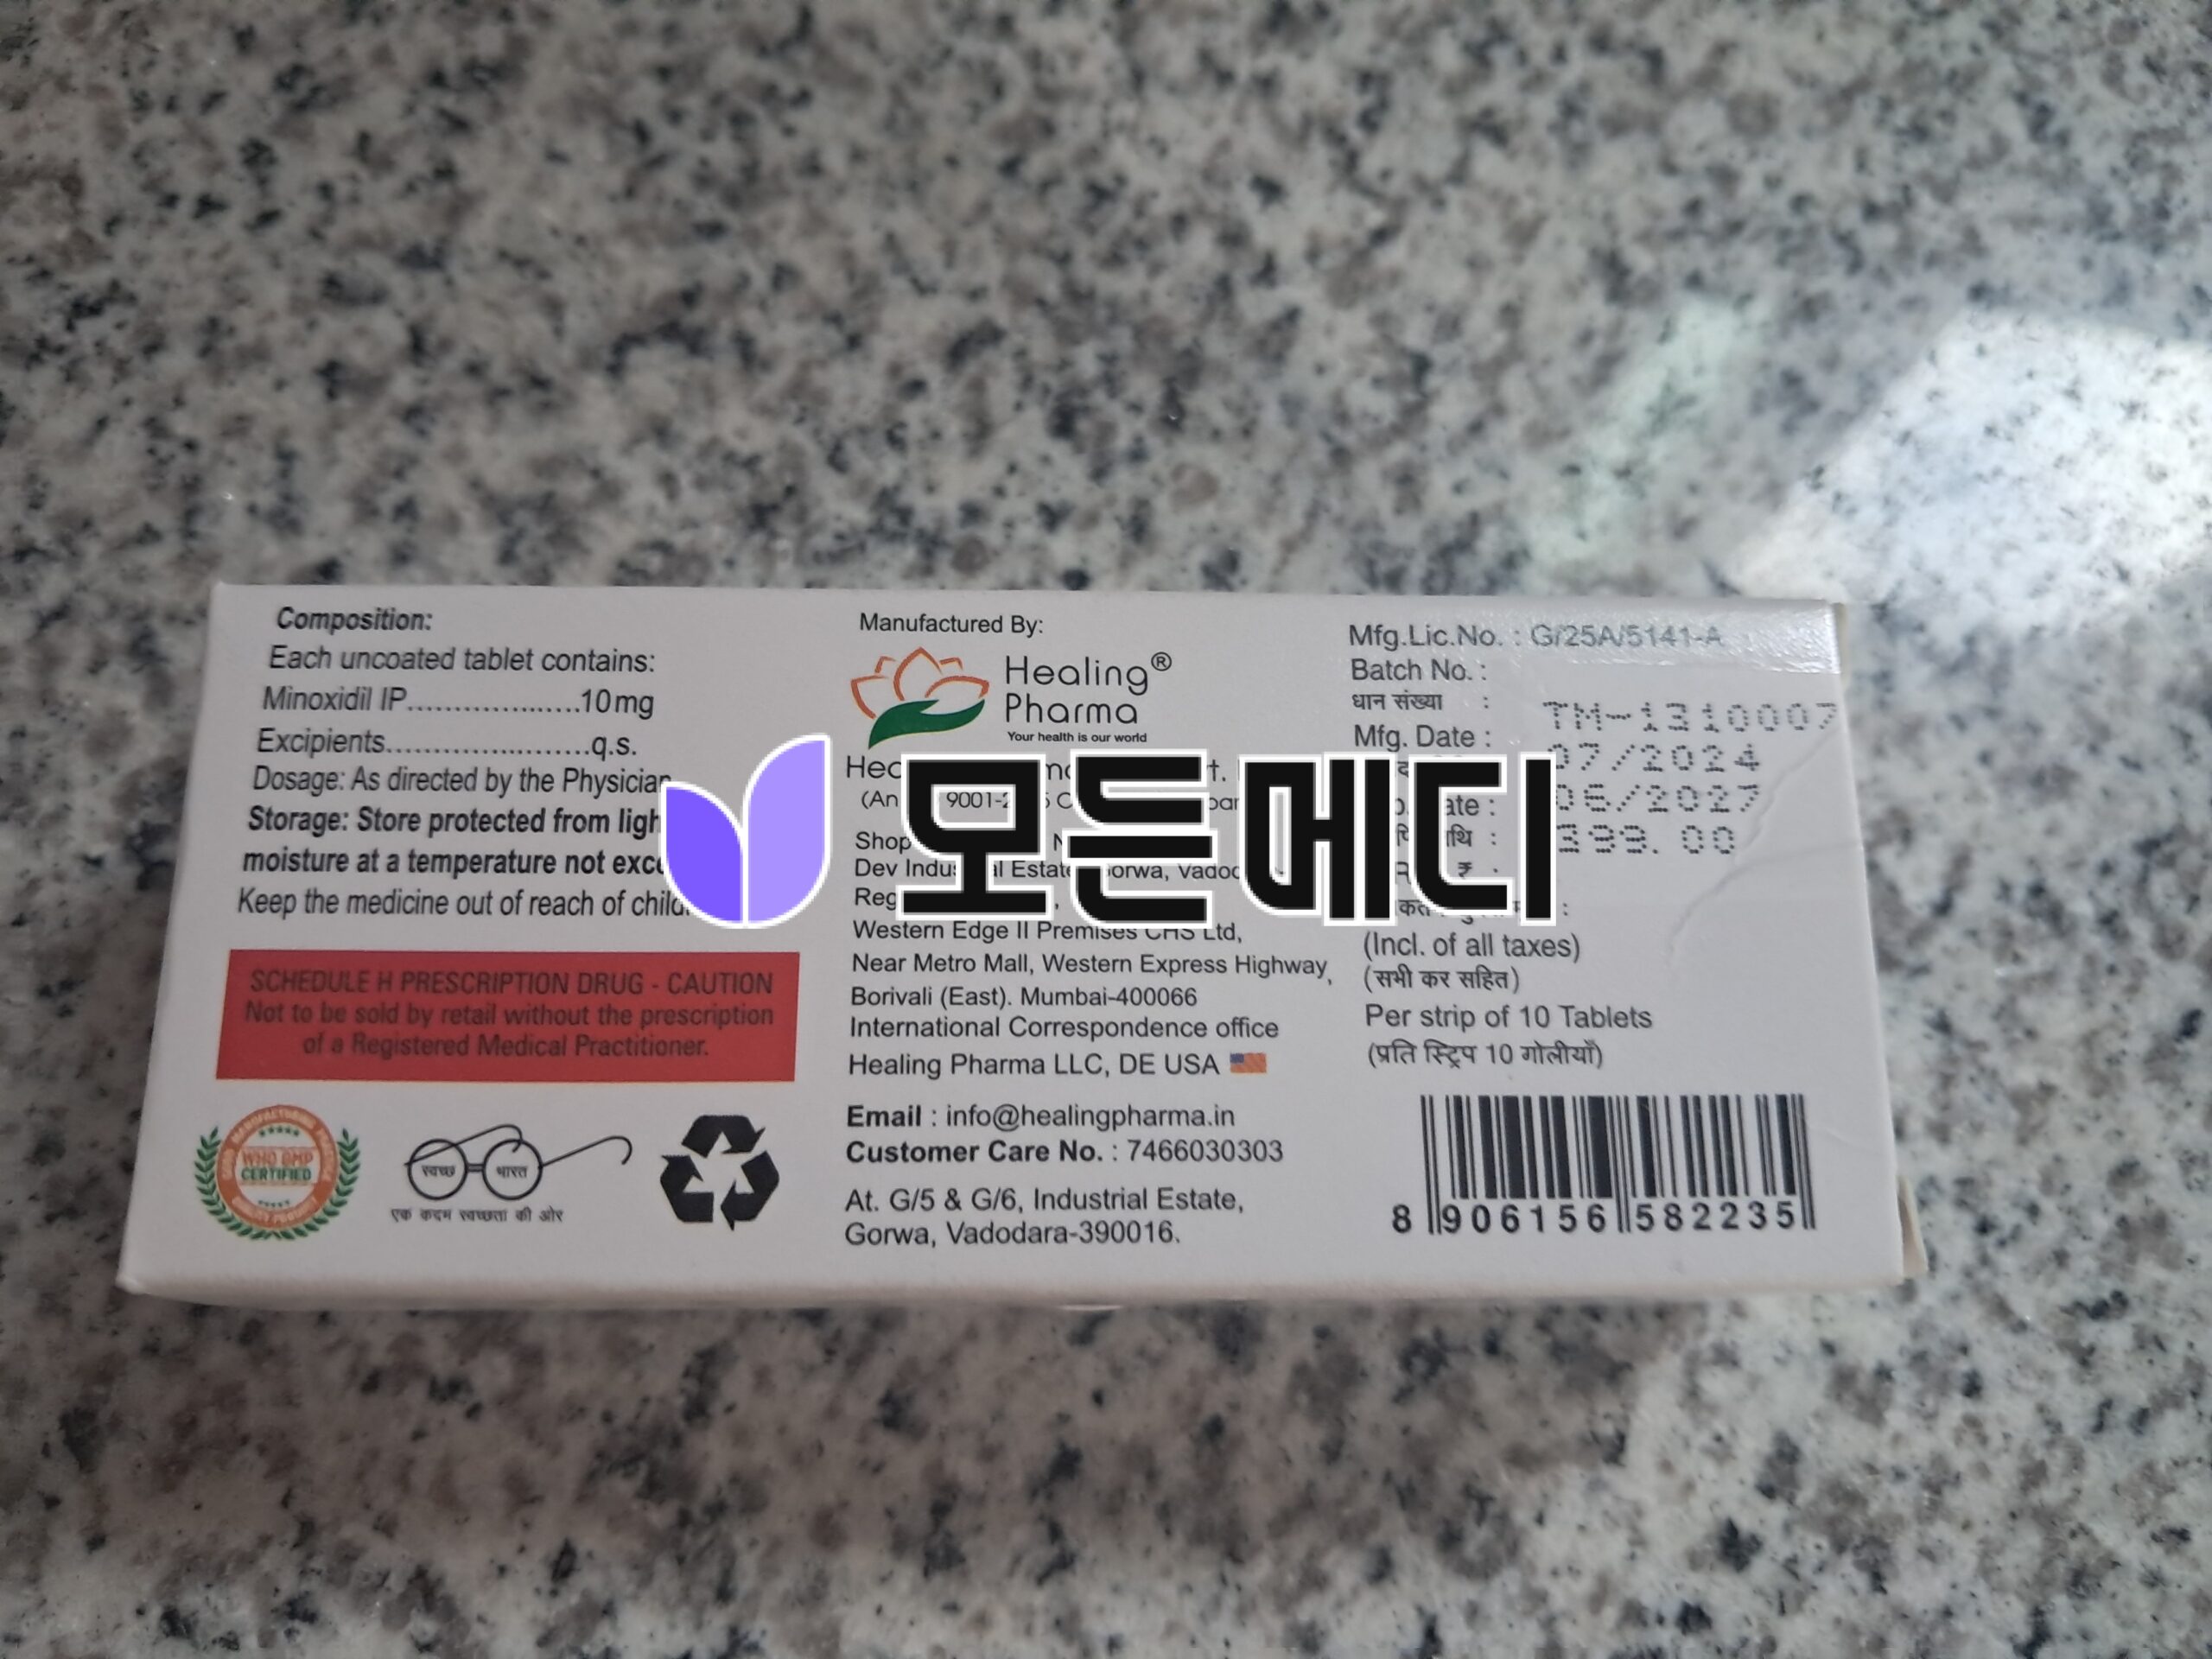 Composition:
Each uncoated tablet contains:
Minoxidil IP.......................10mg
Excipients..........................q.s.
Dosage: As directed by the Physician
Storage: Store protected from
moisture at a temperature not
Keep the medicine out of reach of
SCHEDULE H PRESCRIPTION DRUG - CAUTION
Not to be sold by retail without the prescription
of a Registered Medical Practitioner.
WHO GMP
CERTIFIED
स्वच्छ भारत
एक कदम स्वच्छता की ओर
Manufactured By:
Healing®
Pharma
Your health is our world
모든메디
(An
Shop
Dev
Gorwa,
Western Edge II Premises CHS Ltd,
Near Metro Mall, Western Express Highway,
Borivali (East). Mumbai-400066
International Correspondence office
Healing Pharma LLC, DE USA
Email : info@healingpharma.in
Customer Care No. : 7466030303
At. G/5 & G/6, Industrial Estate,
Gorwa, Vadodara-390016.
Mfg.Lic.No. : G/25A/5141-A
Batch No. :
धान संख्या : TM-1310007
Mfg. Date :
07/2024
06/2027
399.00
₹ :
(Incl. of all taxes)
(सभी कर सहित)
Per strip of 10 Tablets
(प्रति स्ट्रिप 10 गोलीयाँ)
8 906156 582235